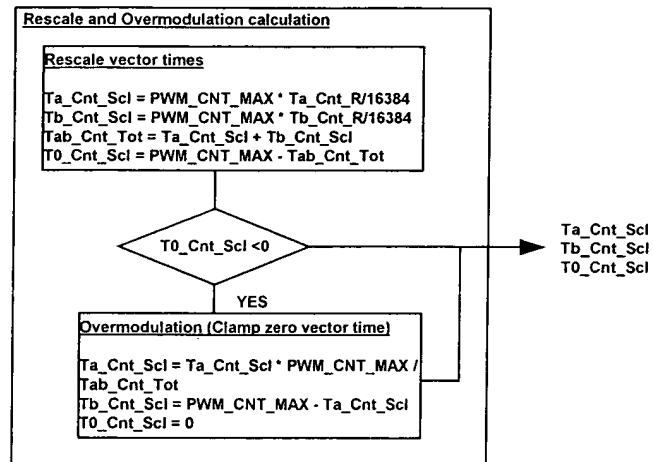 Rescale and Overmodulation calculation
Rescale vector times
Ta_Cnt_Scl = PWM_CNT_MAX * Ta_Cnt_R/16384
Tb_Cnt_Scl = PWM_CNT_MAX * Tb_Cnt_R/16384
Tab_Cnt_Tot = Ta_Cnt_Scl + Tb_Cnt_Scl
T0_Cnt_Scl = PWM_CNT_MAX - Tab_Cnt_Tot
T0_Cnt_Scl <0
Ta_Cnt_Scl
Tb_Cnt_Scl
T0_Cnt_Scl
YES
Overmodulation (Clamp zero vector time)
Ta_Cnt_Scl = Ta_Cnt_Scl * PWM_CNT_MAX /
Tab_Cnt_Tot
Tb_Cnt_Scl = PWM_CNT_MAX - Ta_Cnt_Scl
T0_Cnt_Scl = 0